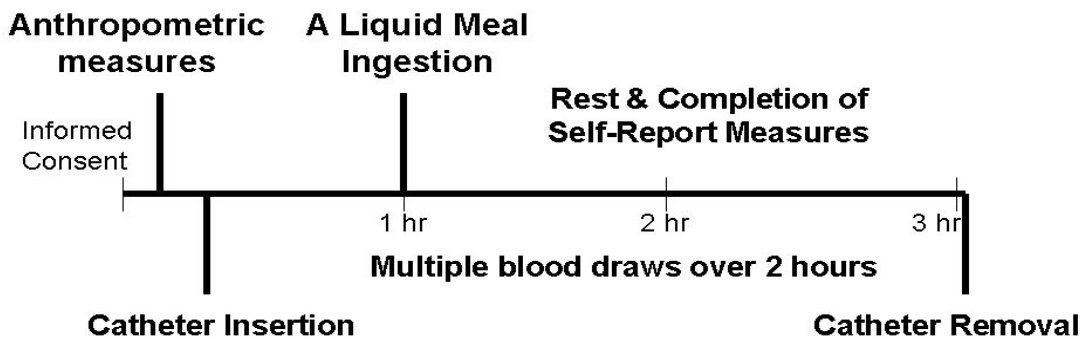 Anthropometric
measures
A Liquid Meal
Ingestion
Rest & Completion of
Self-Report Measures
Informed
Consent
1 hr
2 hr
3 hr
Multiple blood draws over 2 hours
Catheter Insertion
Catheter Removal